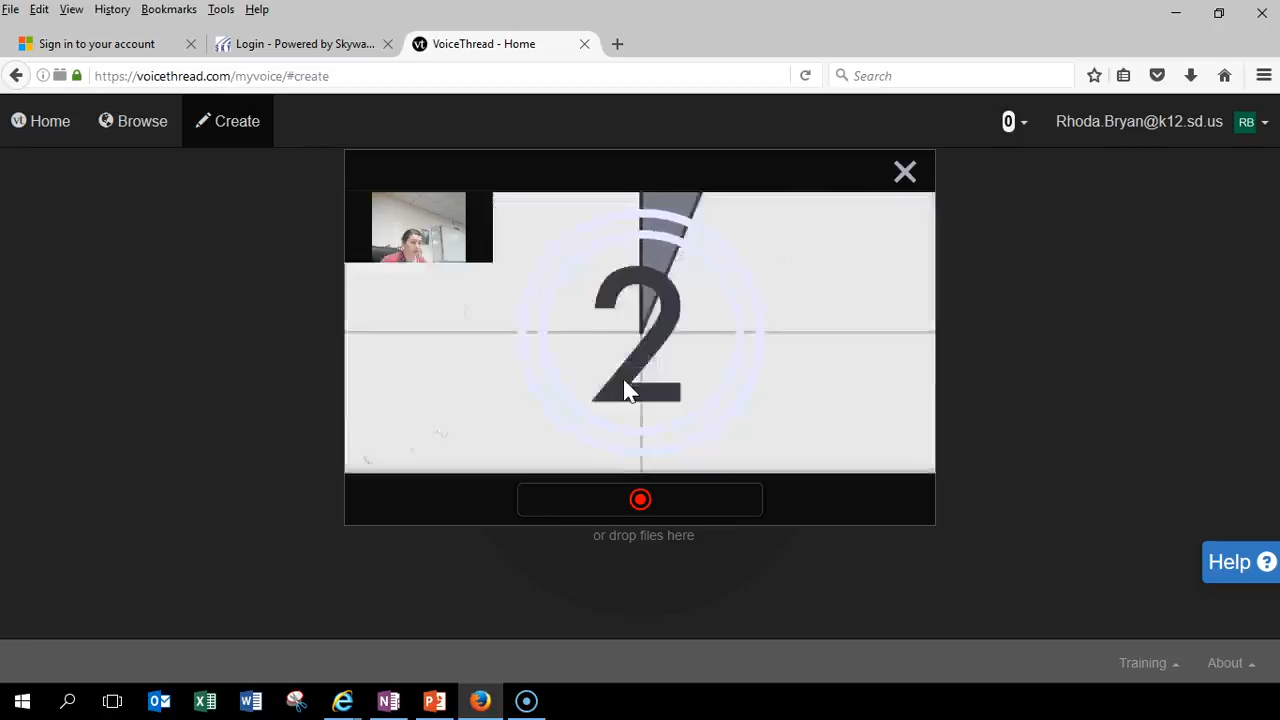 File Edit View History Bookmarks Tools Help
Sign in to your account Login - Powered by Skywa... vt VoiceThread - Home
https://voicethread.com/myvoice/#create Search
vt Home Browse Create 0 Rhoda.Bryan@k12.sd.us RB
2
or drop files here
Help ?
Training About